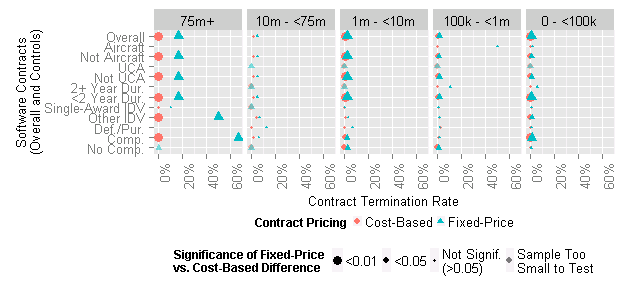 75m+ 10m - <75m 1m - <10m 100k - <1m 0 - <100k
Software Contracts
(Overall and Controls)
Overall
Aircraft
Not Aircraft
UCA
Not UCA
2+ Year Dur.
<2 Year Dur.
Single-Award IDV
Other IDV
Def./Pur.
Comp.
No Comp.
0% 20% 40% 60% 0% 20% 40% 60% 0% 20% 40% 60% 0% 20% 40% 60% 0% 20% 40% 60%
Contract Termination Rate
Contract Pricing Cost-Based Fixed-Price
Significance of Fixed-Price
vs. Cost-Based Difference
<0.01 <0.05
Not Signif.
(>0.05)
Sample Too
Small to Test